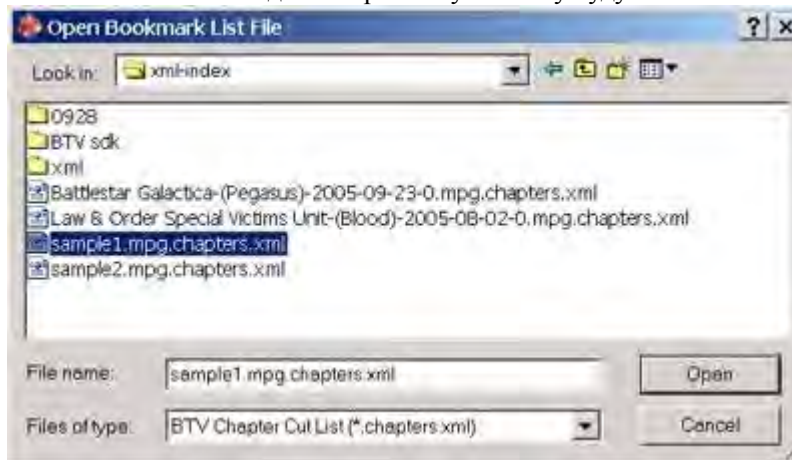 Open Bookmark List File
Look in: xml-index
0928
BTV sdk
xml
Battlestar Galactica-(Pegasus)-2005-09-23-0.mpg.chapters.xml
Law & Order Special Victims Unit-(Blood)-2005-08-02-0.mpg.chapters.xml
sample1.mpg.chapters.xml
sample2.mpg.chapters.xml
File name: sample1.mpg.chapters.xml Open
Files of type: BTV Chapter Cut List (*.chapters.xml) Cancel